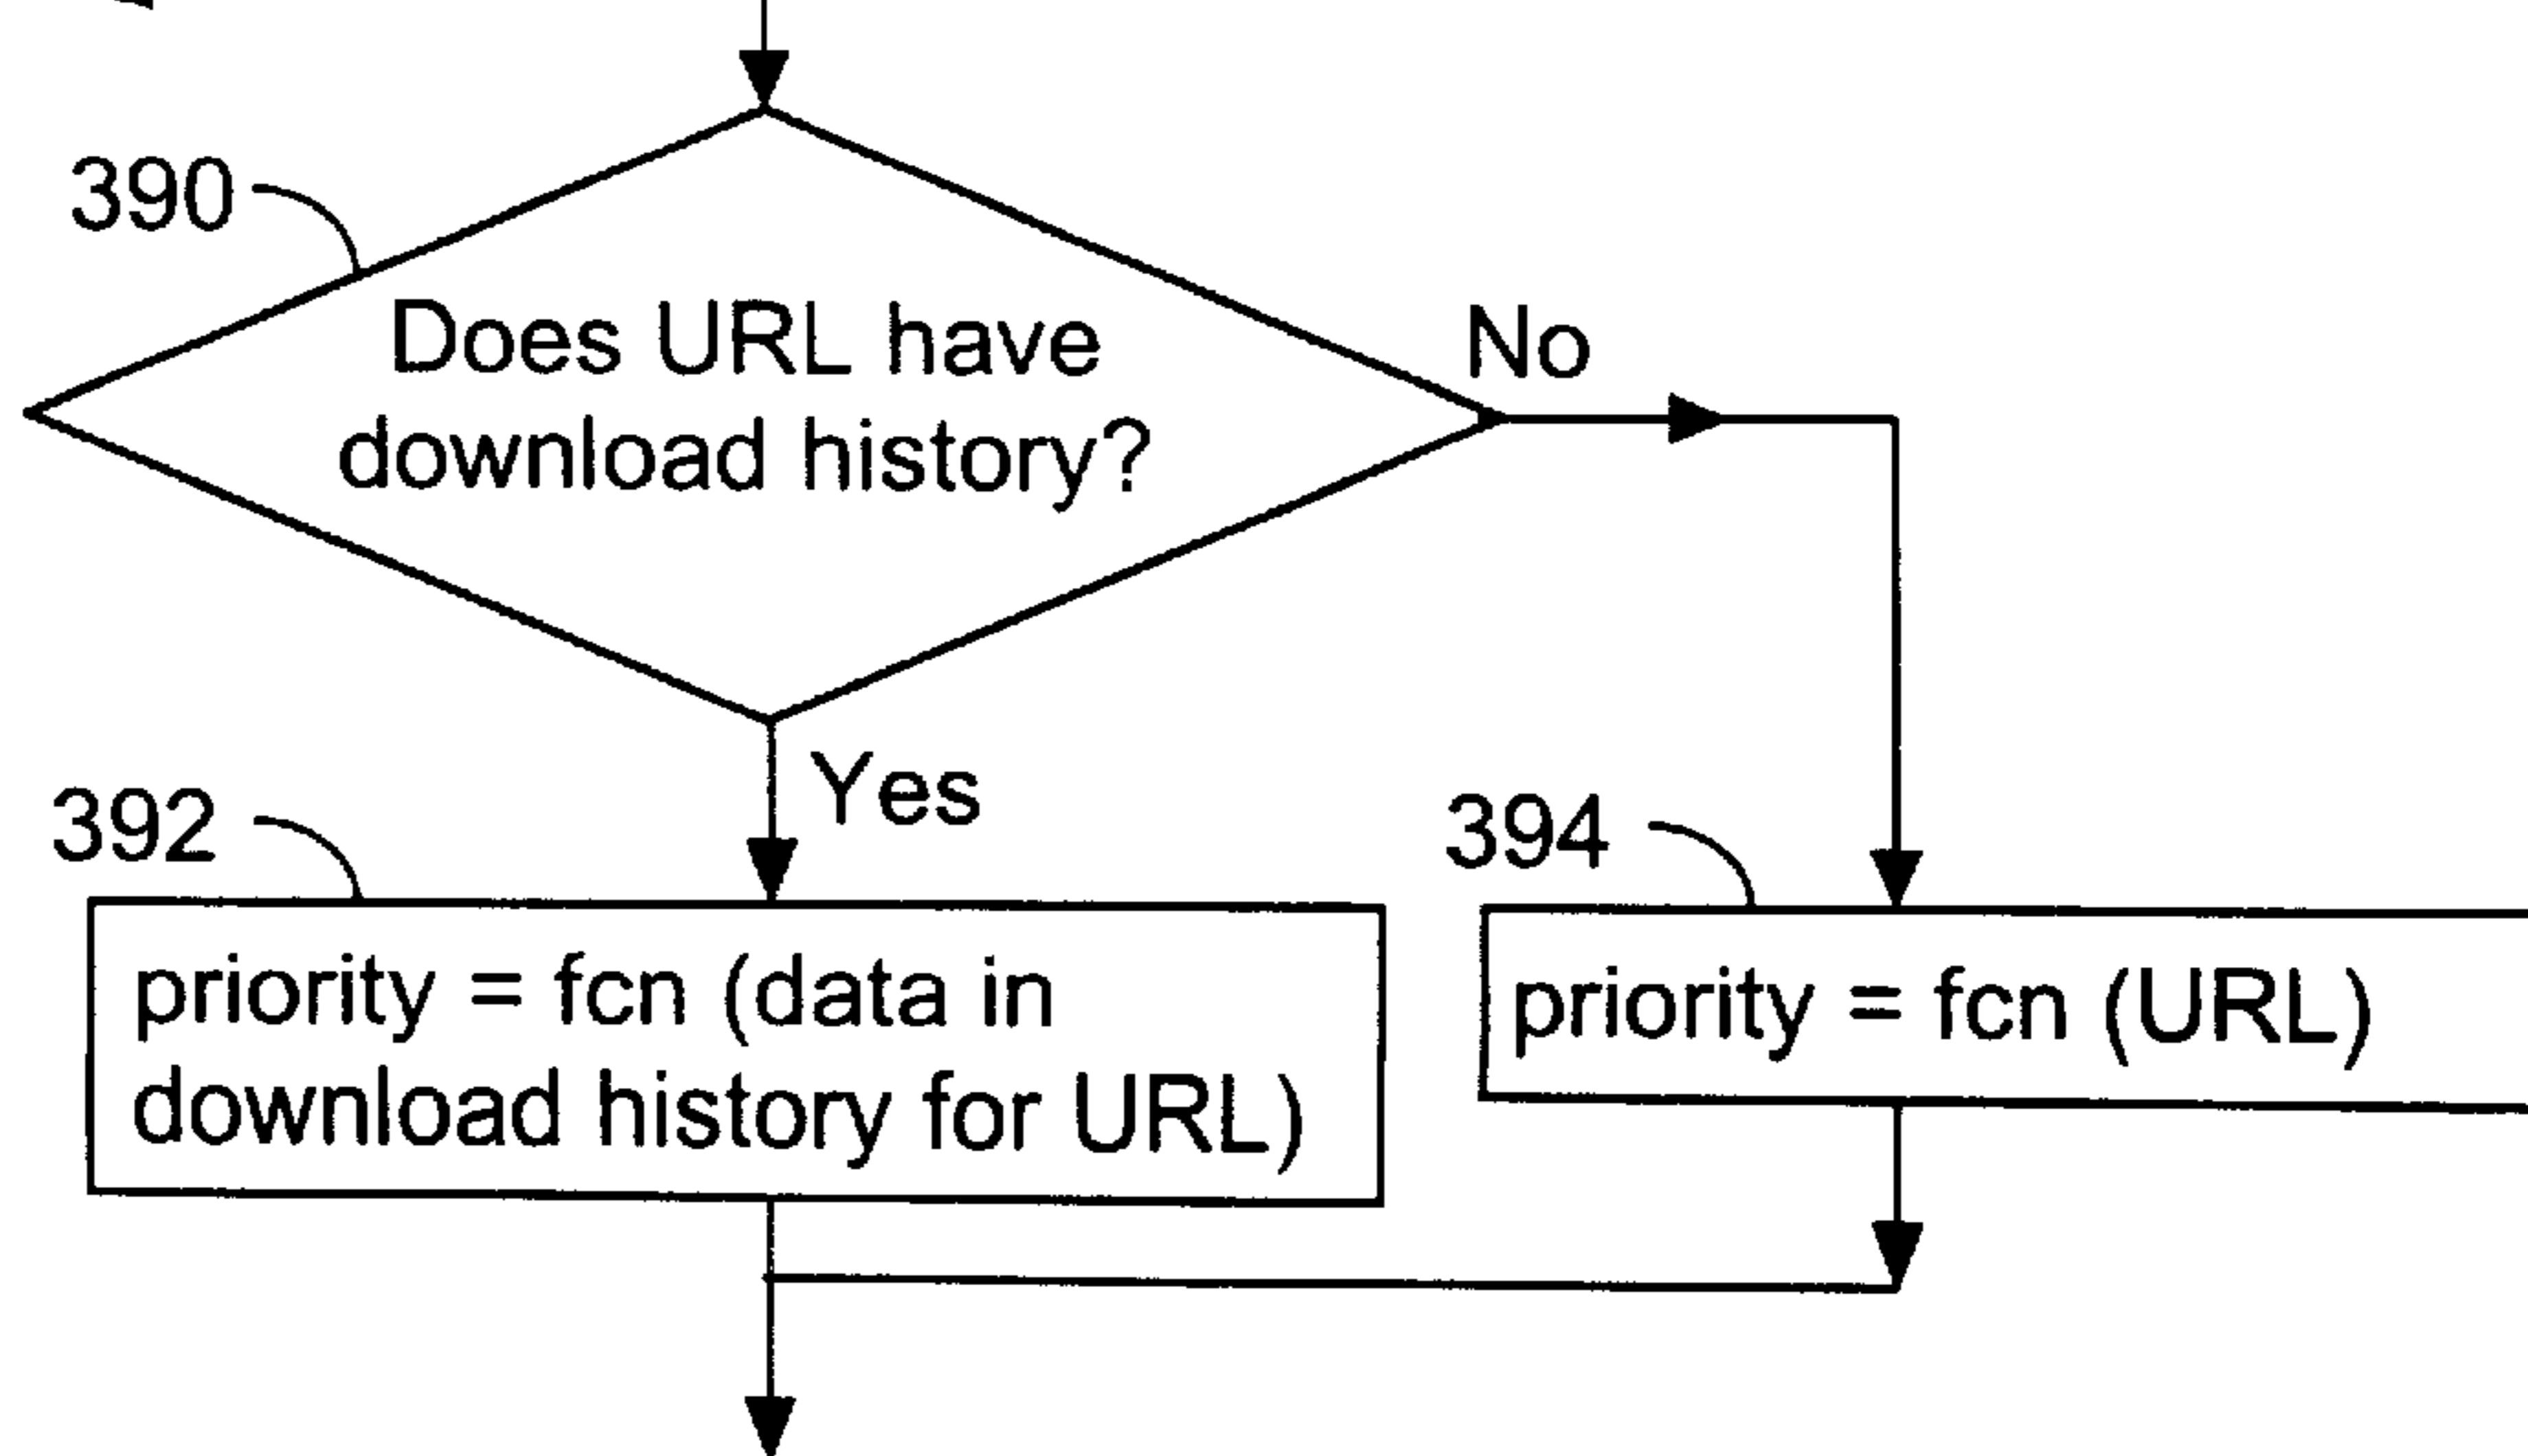 390
Does URL have
download history?
No
Yes
392
priority = fcn (data in
download history for URL)
394
priority = fcn (URL)